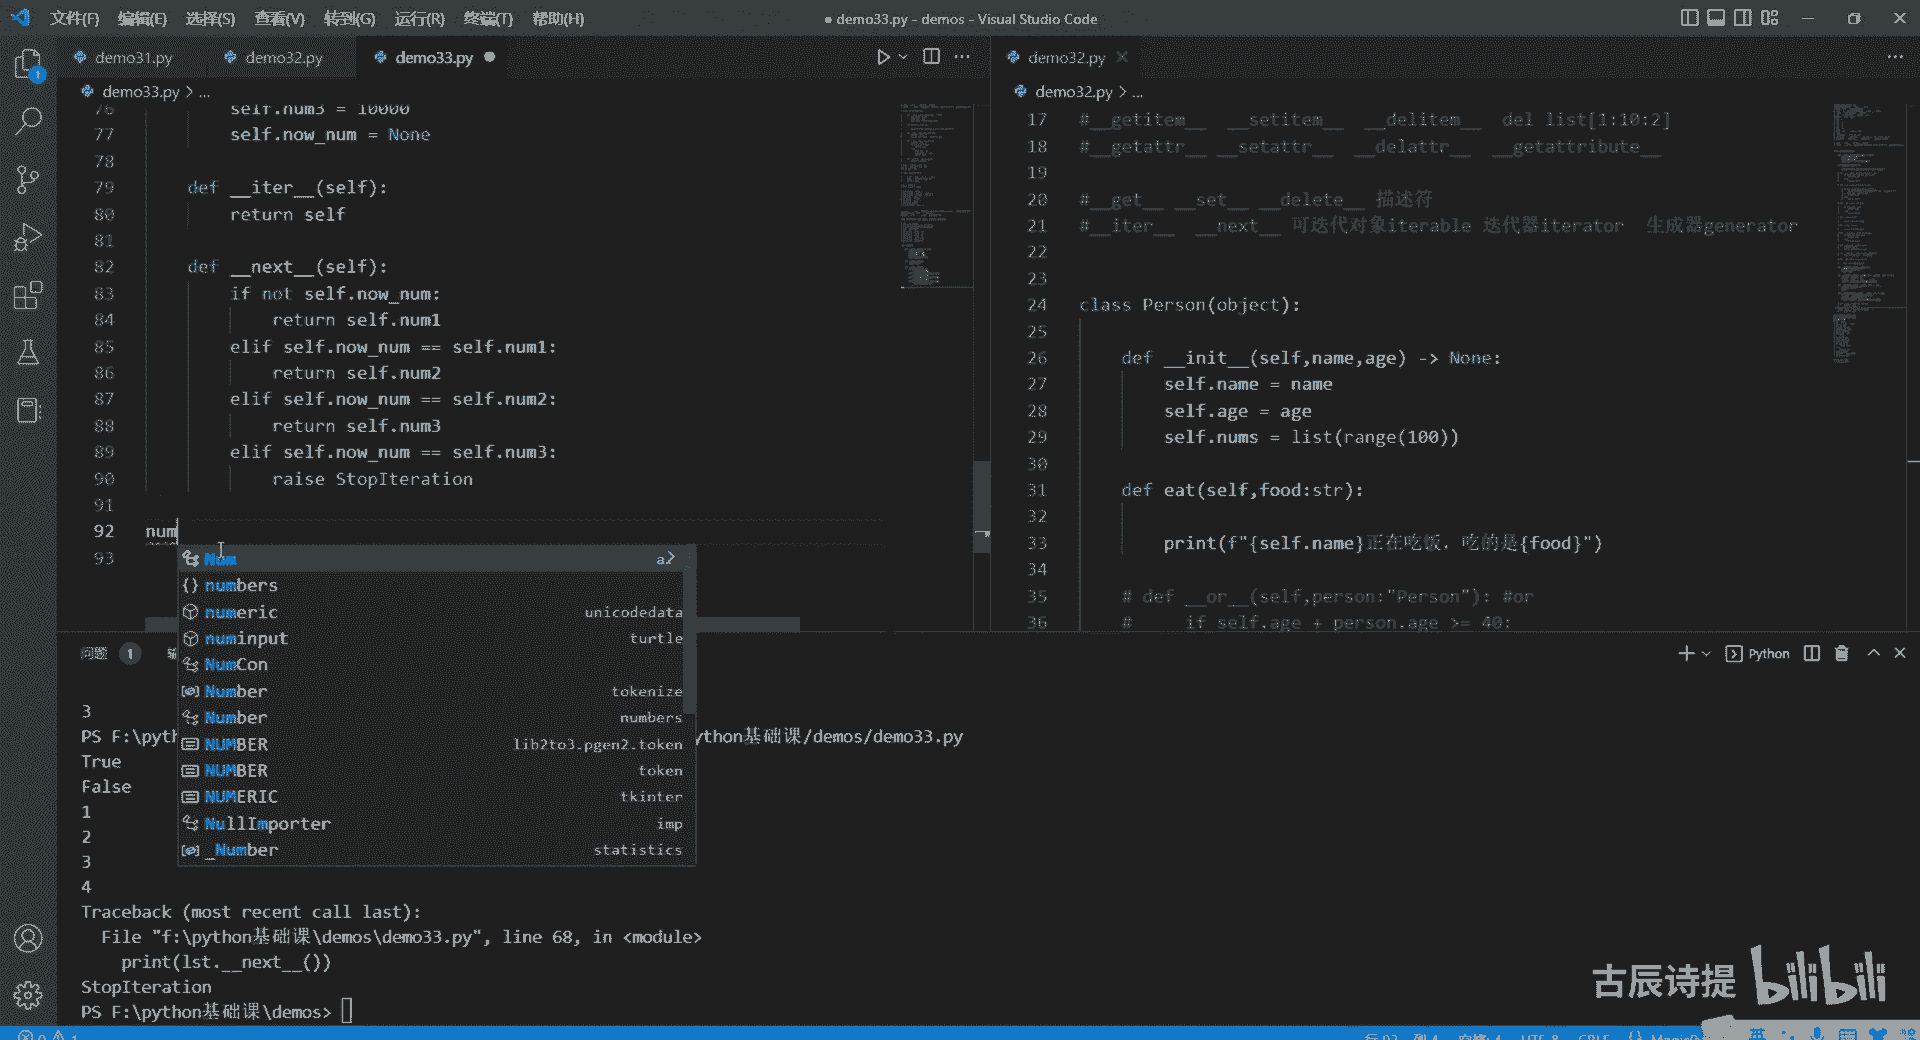 文件(F) 编辑(E) 选择(S) 查看(V) 转到(G) 运行(R) 终端(T) 帮助(H)
● demo33.py - demos - Visual Studio Code
demo31.py demo32.py demo33.py ●
demo33.py > ...
76 self.num3 = 10000
77 self.now_num = None
78
79 def __iter__(self):
80 return self
81
82 def __next__(self):
83 if not self.now_num:
84 return self.num1
85 elif self.now_num == self.num1:
86 return self.num2
87 elif self.now_num == self.num2:
88 return self.num3
89 elif self.now_num == self.num3:
90 raise StopIteration
91
92 num
93
Num
numbers
numeric unicodedata
numinput turtle
NumCon
Number tokenize
Number numbers
NUMBER lib2to3.pgen2.token
NUMBER token
NUMERIC tkinter
NullImporter imp
_Number statistics
demo32.py
demo32.py > ...
17 #__getitem__ __setitem__ __delitem__ del list[1:10:2]
18 #__getattr__ __setattr__ __delattr__ __getattribute__
19
20 #__get__ __set__ __delete__ 描述符
21 #__iter__ __next__ 可迭代对象iterable 迭代器iterator 生成器generator
22
23
24 class Person(object):
25
26 def __init__(self,name,age) -> None:
27 self.name = name
28 self.age = age
29 self.nums = list(range(100))
30
31 def eat(self,food:str):
32
33 print(f"{self.name}正在吃饭，吃的是{food}")
34
35 # def __or__(self,person:"Person"): #or
36 # if self.age + person.age >= 40:
问题 1
Python
3
PS F:\pyth ython基础课/demos/demo33.py
True
False
1
2
3
4
Traceback (most recent call last):
File "f:\python基础课\demos\demo33.py", line 68, in <module>
print(lst.__next__())
StopIteration
PS F:\python基础课\demos>
古辰诗提 bilibili